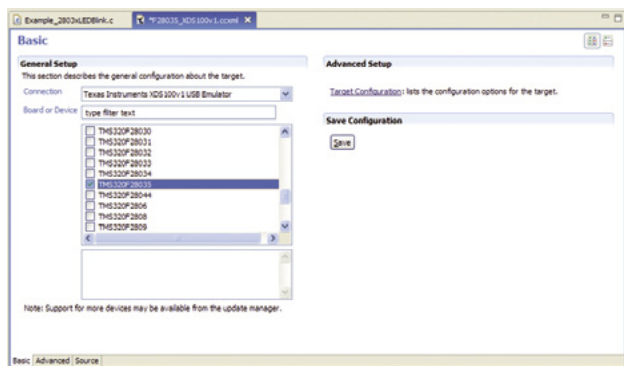 Example_2803xLEDBlink.c
*F28035_XDS100v1.ccxml
Basic
General Setup
This section describes the general configuration about the target.
Connection
Texas Instruments XDS100v1 USB Emulator
Board or Device
type filter text
TMS320F28030
TMS320F28031
TMS320F28032
TMS320F28033
TMS320F28034
TMS320F28035
TMS320F28044
TMS320F2806
TMS320F2808
TMS320F2809
Note: Support for more devices may be available from the update manager.
Advanced Setup
Target Configuration: lists the configuration options for the target.
Save Configuration
Save
Basic Advanced Source